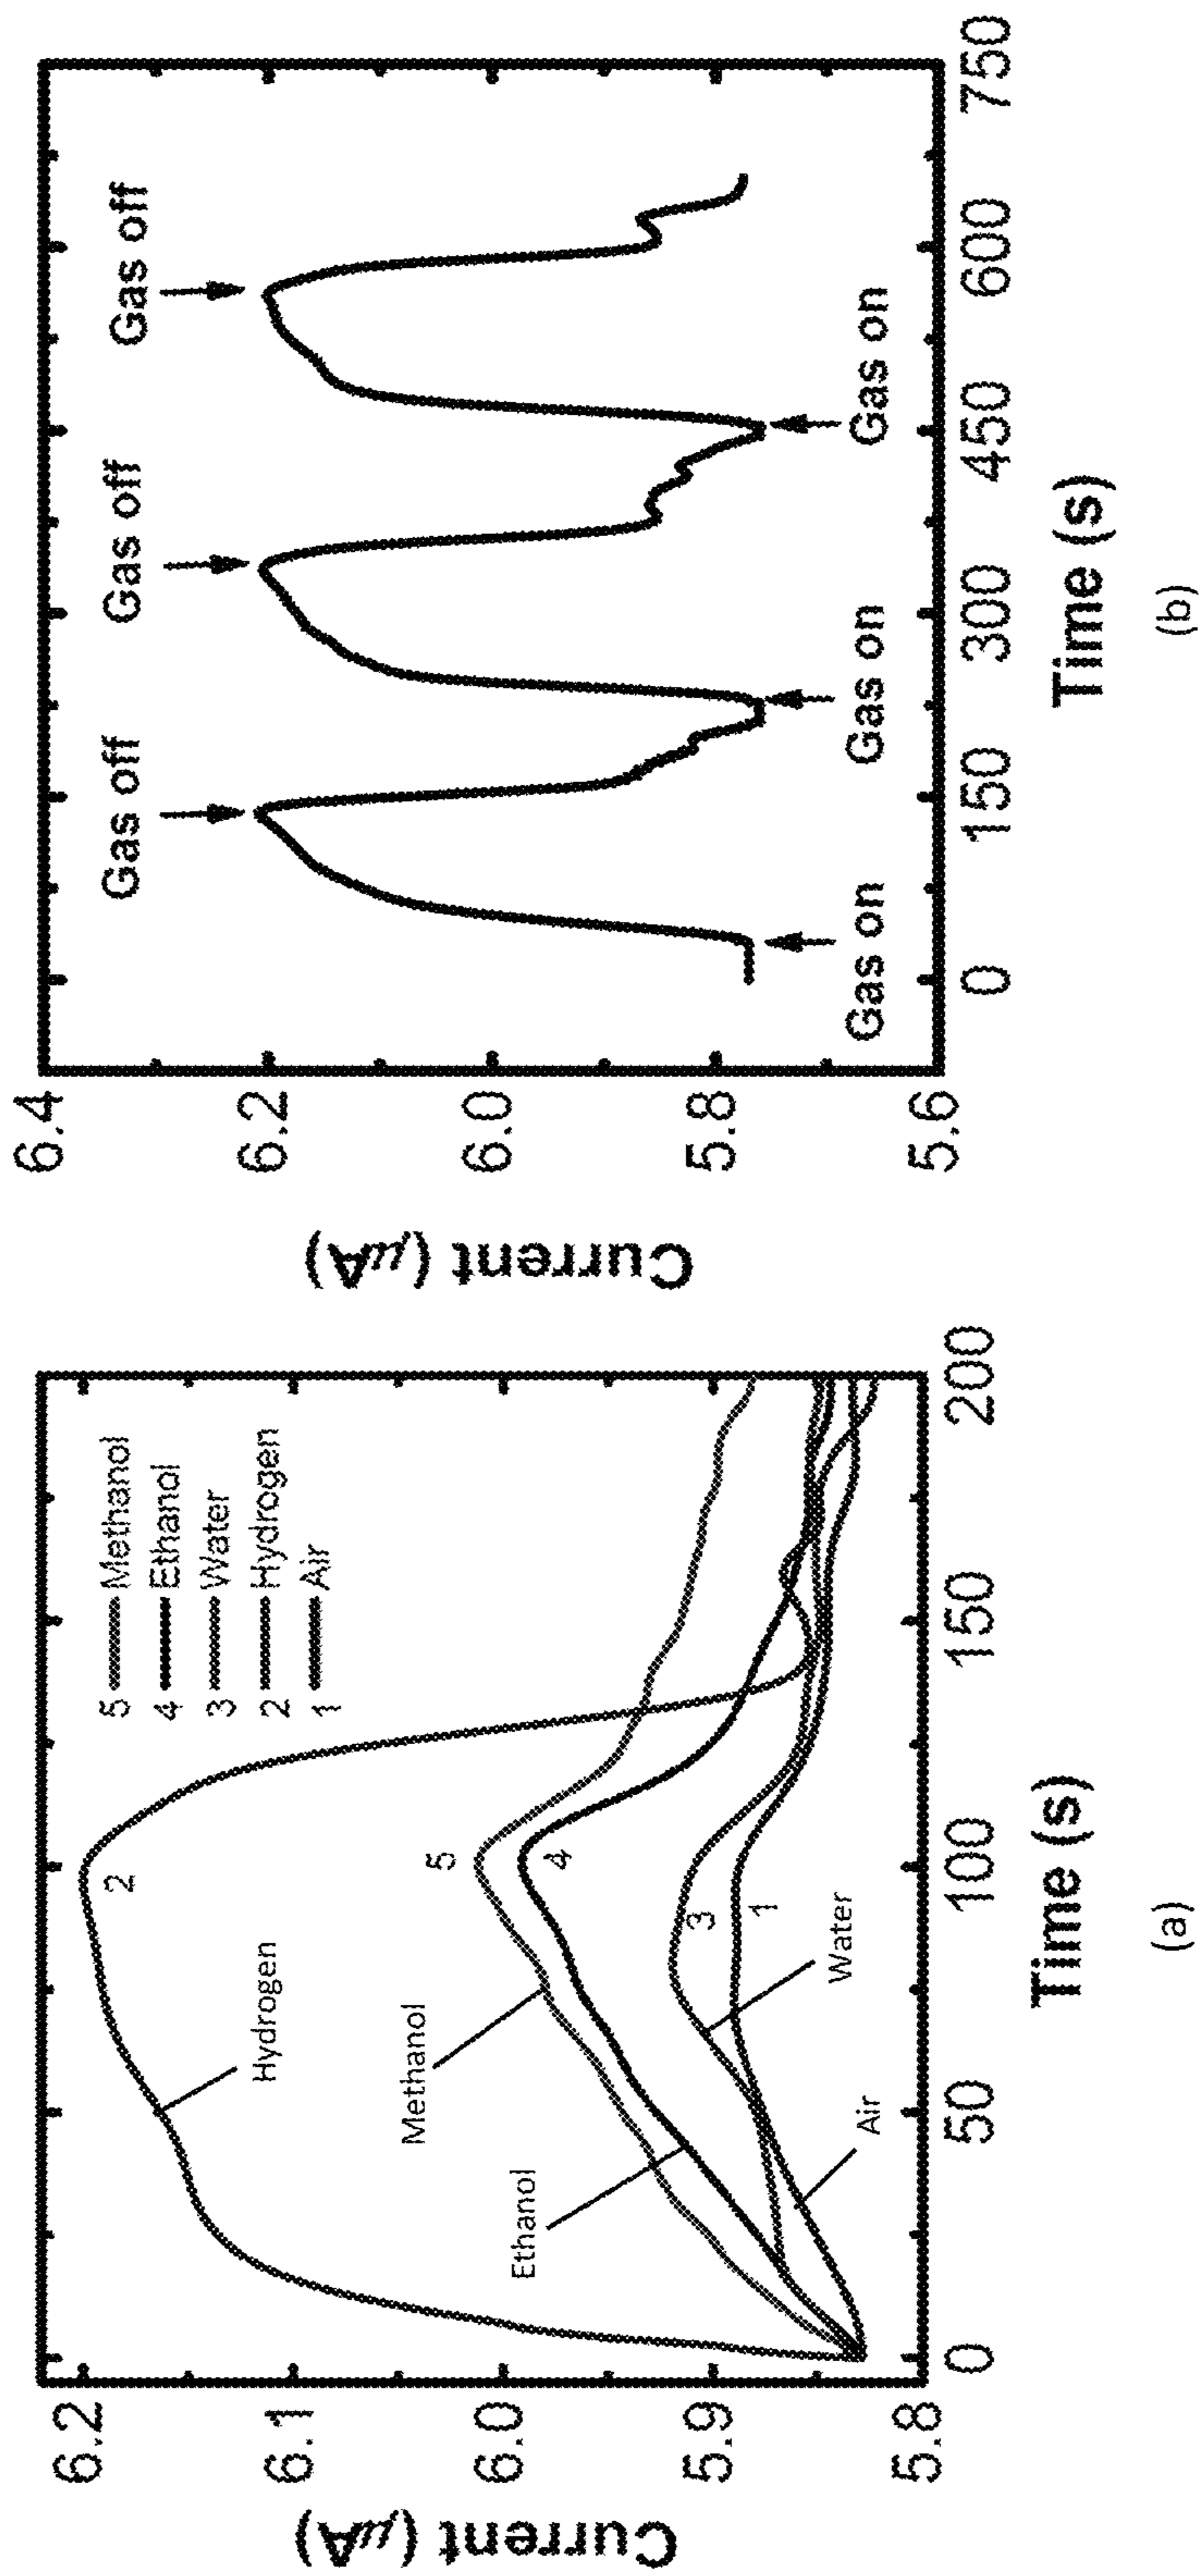 Current (μA)
6.2
6.1
6.0
5.9
5.8
0
50
100
150
200
Time (s)
5 Methanol
4 Ethanol
3 Water
2 Hydrogen
1 Air
2
Hydrogen
5
Methanol
4
Ethanol
3
1
Water
Air
(a)
Current (μA)
6.4
6.2
6.0
5.8
5.6
0
150
300
450
600
750
Time (s)
Gas off
Gas off
Gas off
Gas on
Gas on
Gas on
(b)